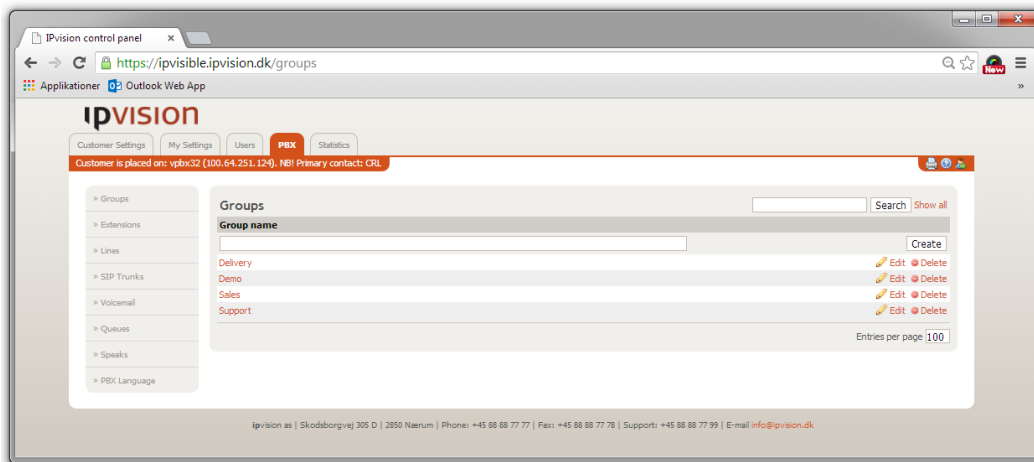 IPvision control panel
https://ipvisible.ipvision.dk/groups
New
Applikationer Outlook Web App »
ipvision
Customer Settings My Settings Users PBX Statistics
Customer is placed on: vpbx32 (100.64.251.124). NB! Primary contact: CRL
» Groups
» Extensions
» Lines
» SIP Trunks
» Voicemail
» Queues
» Speaks
» PBX Language
Groups Search Show all
Group name
Create
Delivery Edit Delete
Demo Edit Delete
Sales Edit Delete
Support Edit Delete
Entries per page 100
ipvision as | Skodsborgvej 305 D | 2850 Nærum | Phone: +45 88 88 77 77 | Fax: +45 88 88 77 78 | Support: +45 88 88 77 99 | E-mail info@ipvision.dk